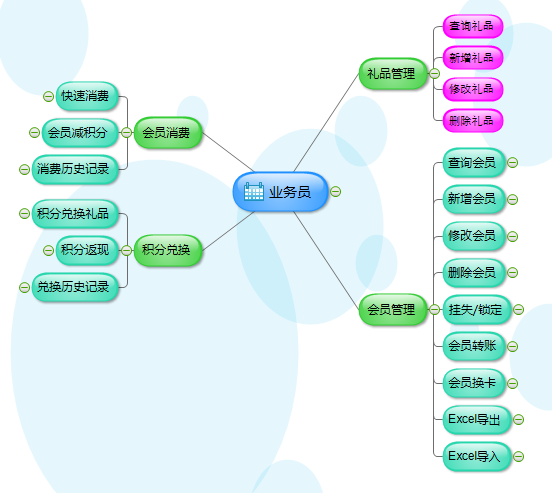 业务员
会员消费
快速消费
会员减积分
消费历史记录
积分兑换
积分兑换礼品
积分返现
兑换历史记录
礼品管理
查询礼品
新增礼品
修改礼品
删除礼品
会员管理
查询会员
新增会员
修改会员
删除会员
挂失/锁定
会员转账
会员换卡
Excel导出
Excel导入